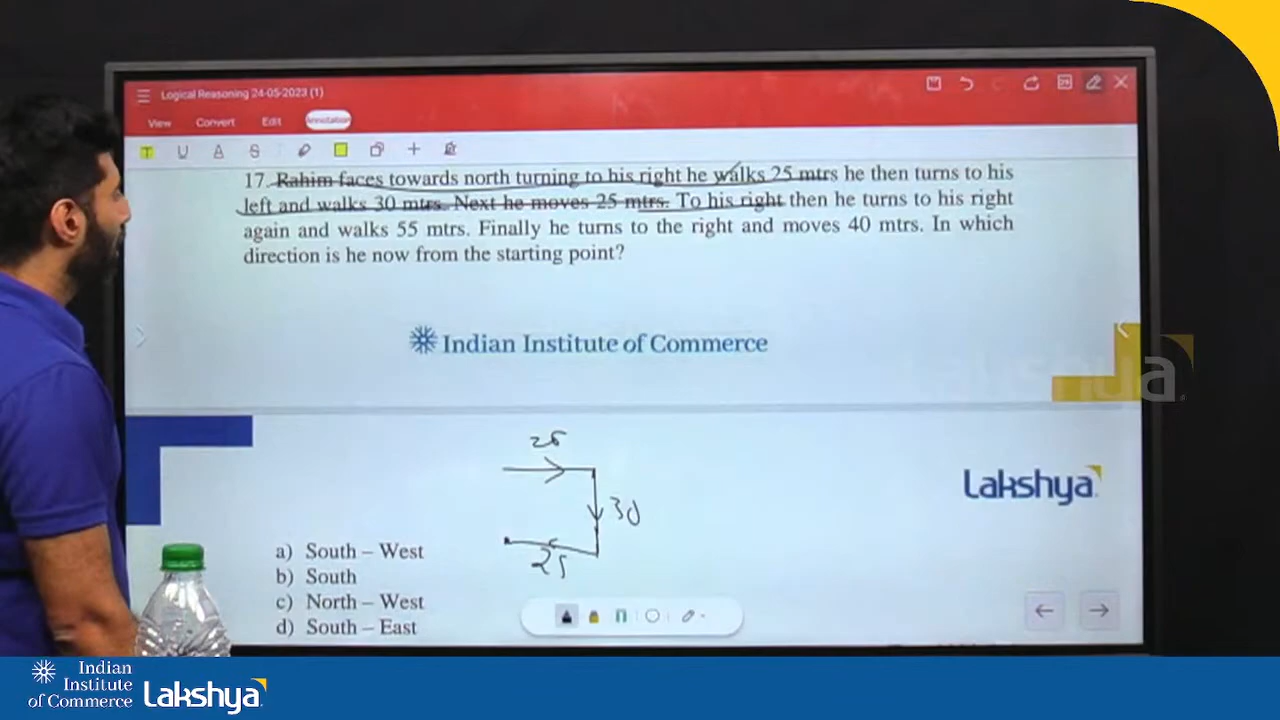 Logical Reasoning 24-05-2023 (1)
View Convert Edit Annotation
T U A S T
17. Rahim faces towards north turning to his right he walks 25 mtrs he then turns to his
left and walks 30 mtrs. Next he moves 25 mtrs. To his right then he turns to his right
again and walks 55 mtrs. Finally he turns to the right and moves 40 mtrs. In which
direction is he now from the starting point?
Indian Institute of Commerce
Lakshya
25
30
25
Lakshya
a) South – West
b) South
c) North – West
d) South – East
Indian
Institute
of Commerce
Lakshya